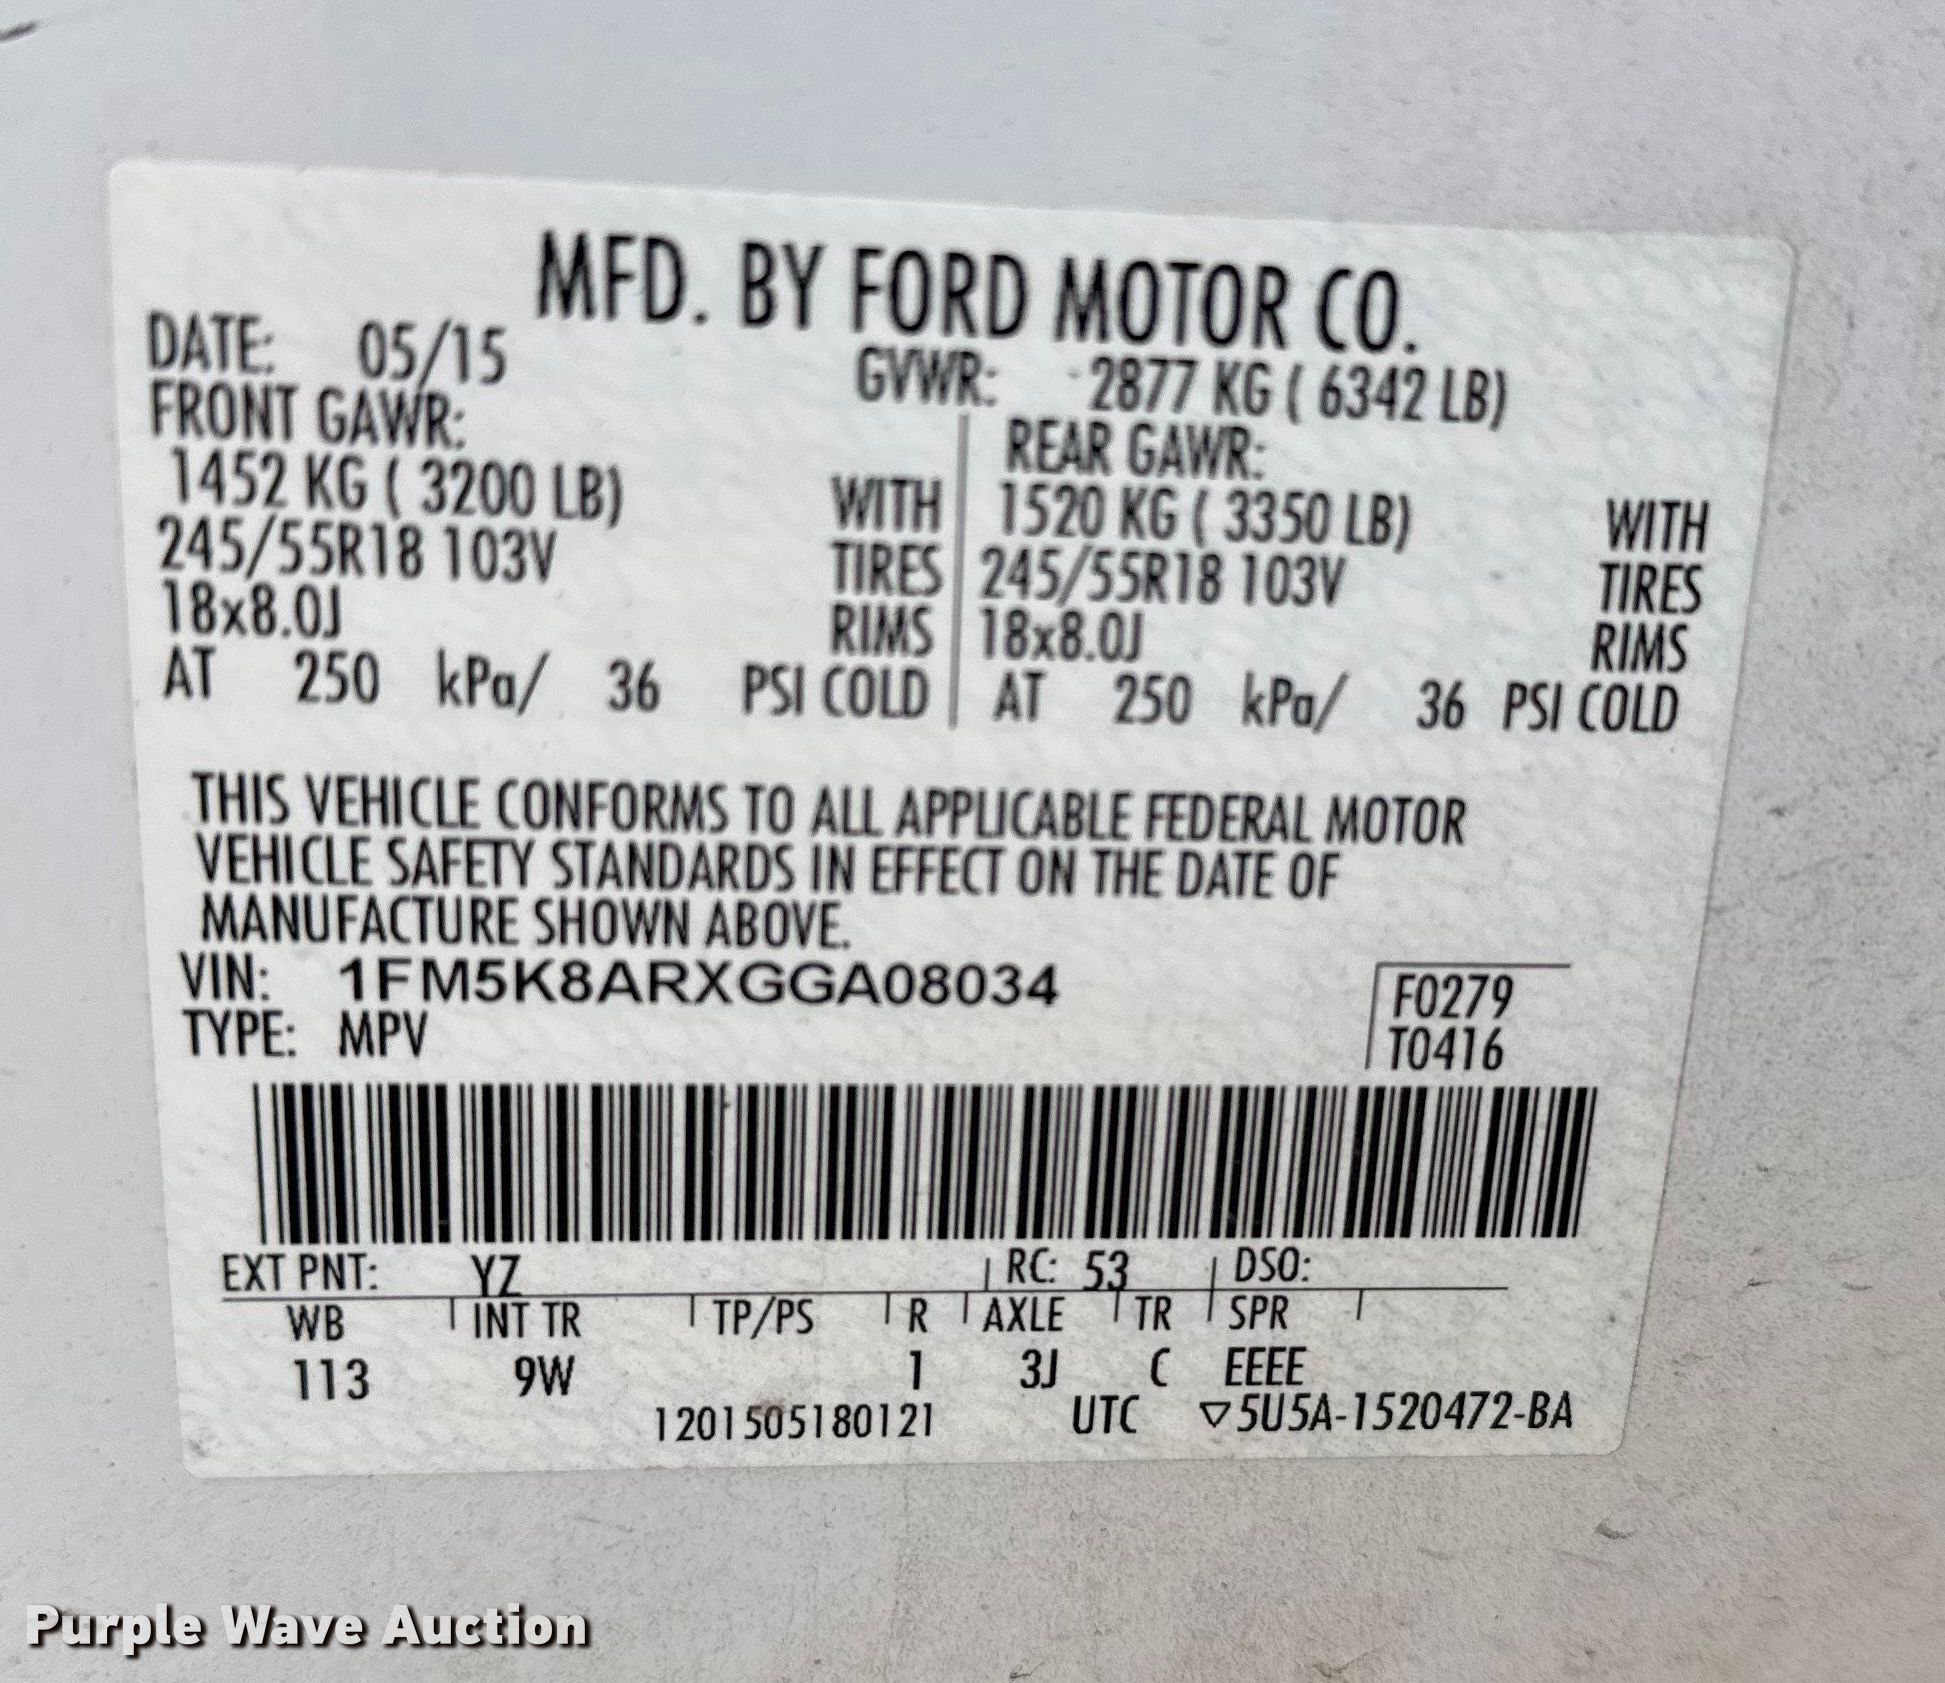 MFD. BY FORD MOTOR CO.
DATE: 05/15 GVWR: 2877 KG ( 6342 LB)
FRONT GAWR: REAR GAWR:
1452 KG ( 3200 LB) WITH 1520 KG ( 3350 LB) WITH
245/55R18 103V TIRES 245/55R18 103V TIRES
18x8.0J RIMS 18x8.0J RIMS
AT 250 kPa/ 36 PSI COLD AT 250 kPa/ 36 PSI COLD
THIS VEHICLE CONFORMS TO ALL APPLICABLE FEDERAL MOTOR
VEHICLE SAFETY STANDARDS IN EFFECT ON THE DATE OF
MANUFACTURE SHOWN ABOVE.
VIN: 1FM5K8ARXGGA08034 F0279
TYPE: MPV T0416
EXT PNT: YZ RC: 53 DSO:
WB INT TR TP/PS R AXLE TR SPR
113 9W 1 3J C EEEE
1201505180121 UTC ▽5U5A-1520472-BA
Purple Wave Auction